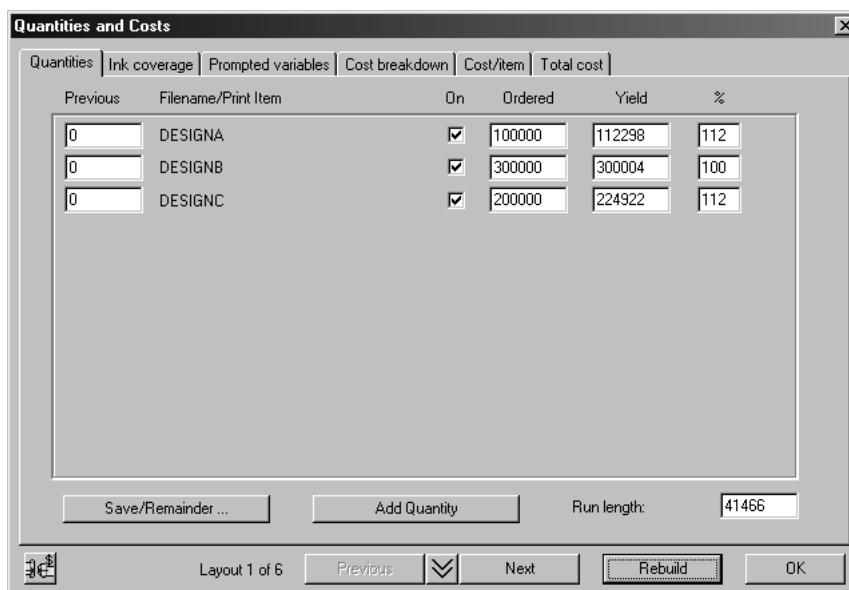 Quantities and Costs
Quantities Ink coverage Prompted variables Cost breakdown Cost/item Total cost
Previous Filename/Print Item On Ordered Yield %
0 DESIGNA 100000 112298 112
0 DESIGNB 300000 300004 100
0 DESIGNC 200000 224922 112
Save/Remainder ... Add Quantity Run length: 41466
$ Layout 1 of 6 Previous Next Rebuild OK